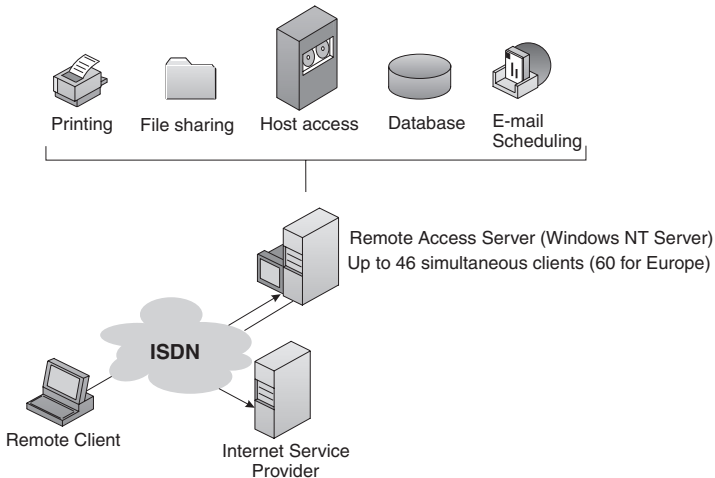 Printing
File sharing
Host access
Database
E-mail
Scheduling
Remote Access Server (Windows NT Server)
Up to 46 simultaneous clients (60 for Europe)
ISDN
Remote Client
Internet Service
Provider